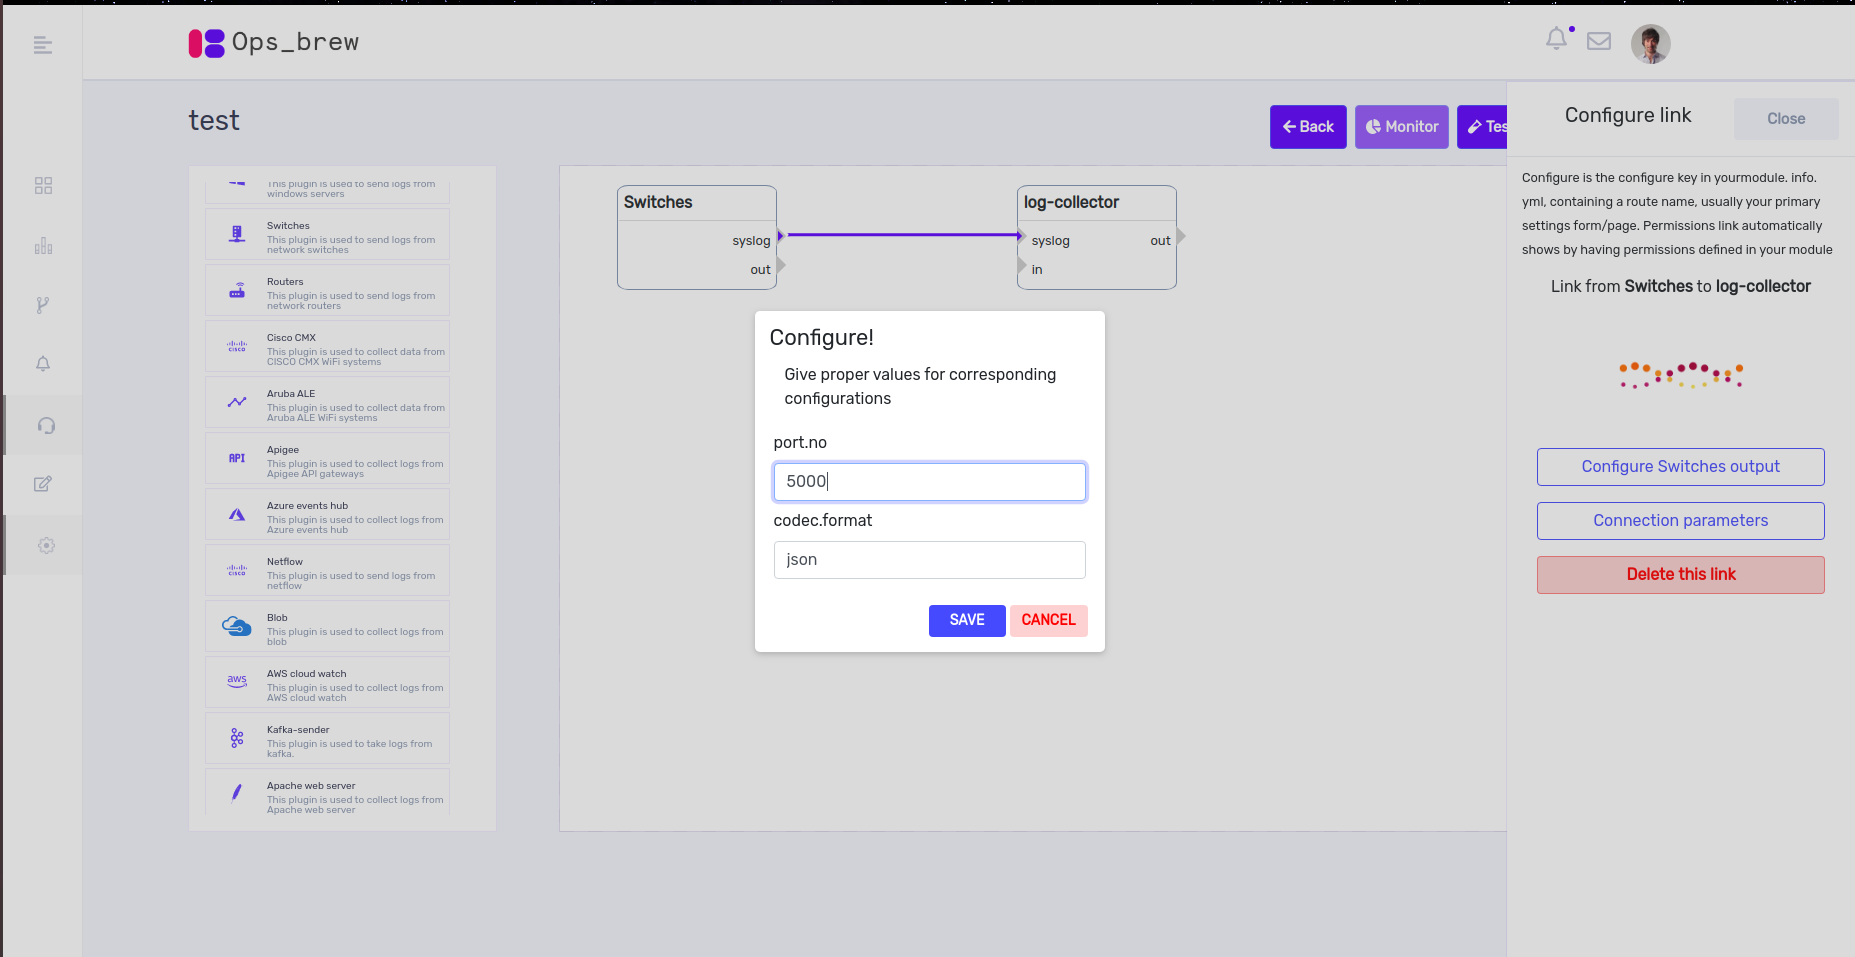 Ops_brew
test
Back
Monitor
Tes
This plugin is used to send logs from
windows servers
Switches
This plugin is used to send logs from
network switches
Routers
This plugin is used to send logs from
network routers
Cisco CMX
This plugin is used to collect data from
CISCO CMX WiFi systems
CISCO
Aruba ALE
This plugin is used to collect data from
Aruba ALE WiFi systems
API
Apigee
This plugin is used to collect logs from
Apigee API gateways
Azure events hub
This plugin is used to collect logs from
Azure events hub
CISCO
Netflow
This plugin is used to send logs from
netflow
Blob
This plugin is used to collect logs from
blob
aws
AWS cloud watch
This plugin is used to collect logs from
AWS cloud watch
Kafka-sender
This plugin is used to take logs from
kafka.
Apache web server
This plugin is used to collect logs from
Apache web server
Switches
syslog
out
log-collector
syslog
out
in
Configure!
Give proper values for corresponding
configurations
port.no
5000
codec.format
json
SAVE
CANCEL
Configure link
Close
Configure is the configure key in yourmodule. info.
yml, containing a route name, usually your primary
settings form/page. Permissions link automatically
shows by having permissions defined in your module
Link from Switches to log-collector
Configure Switches output
Connection parameters
Delete this link